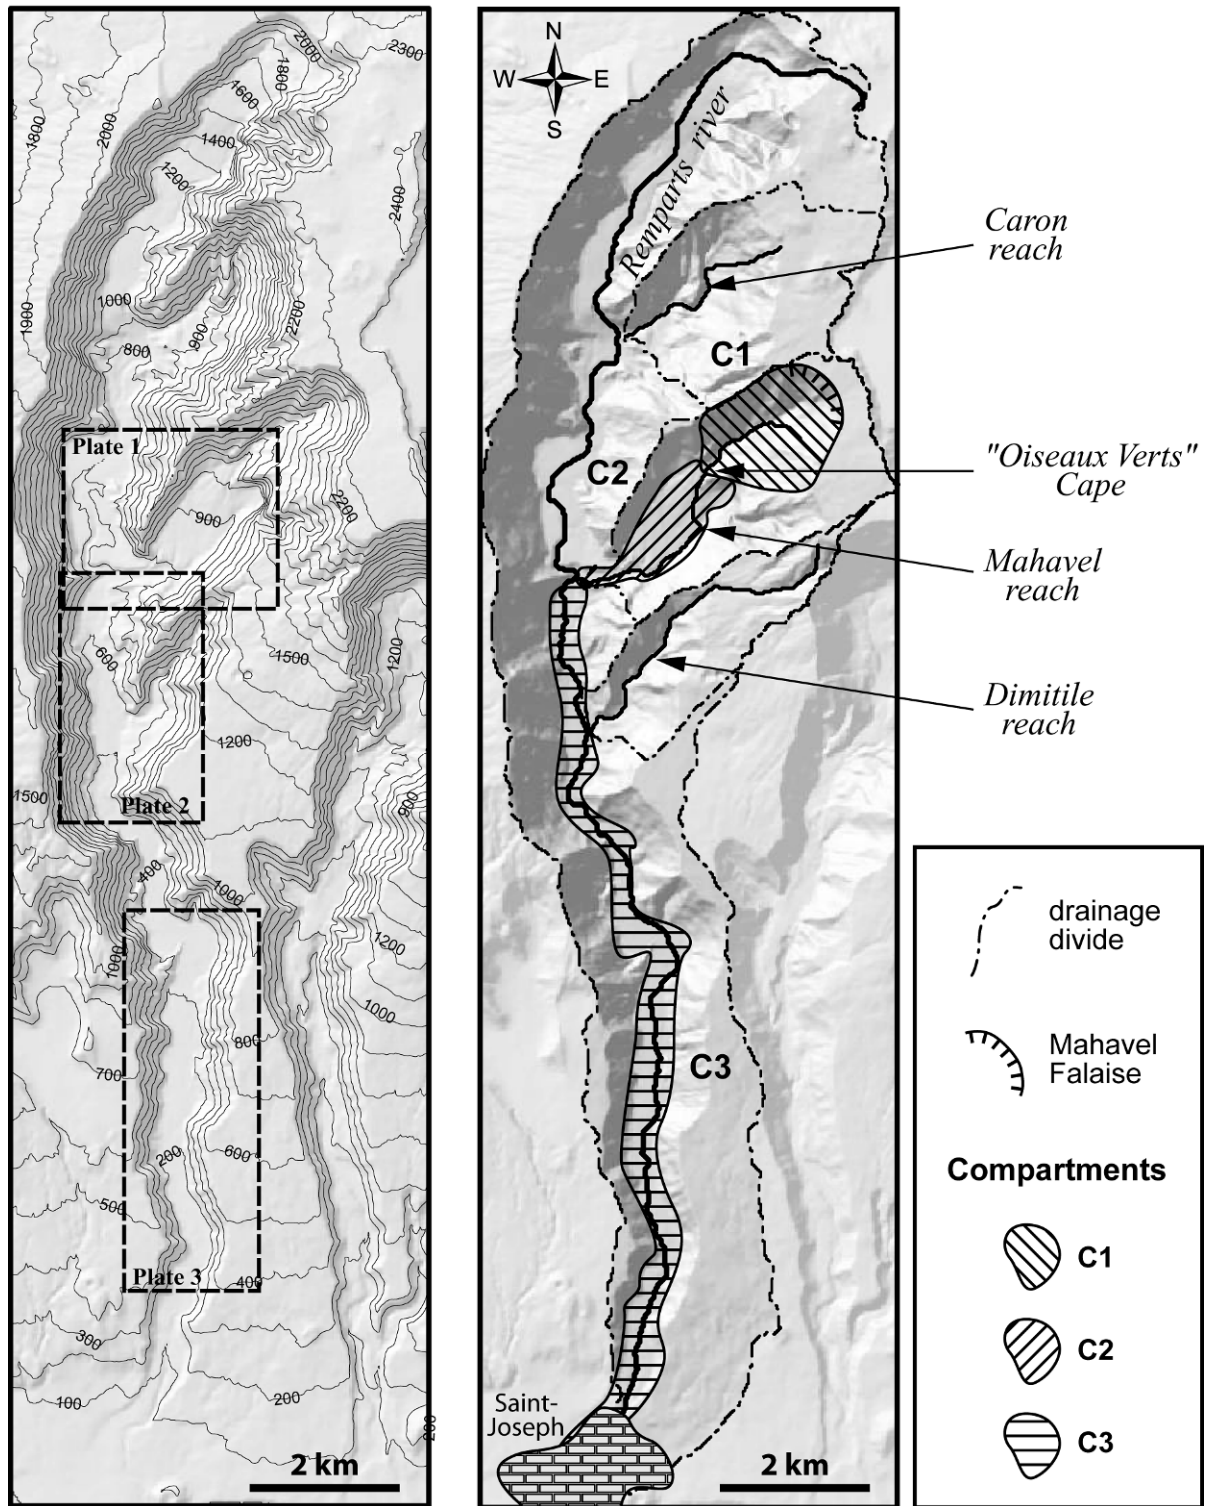 2000
2300
1800
1600
2000
1800
1400
1200
2400
1000
2200
1900
900
800
Plate 1
2200
900
600
1500
1200
1200
1500
Plate 2
900
400
1000
1200
1000
1000
800
700
200
600
500
Plate 3
400
300
200
100
200
2 km
N
W
E
S
Remparts river
C1
C2
C3
Saint-
Joseph
2 km
Caron
reach
"Oiseaux Verts"
Cape
Mahavel
reach
Dimitile
reach
drainage
divide
Mahavel
Falaise
Compartments
C1
C2
C3